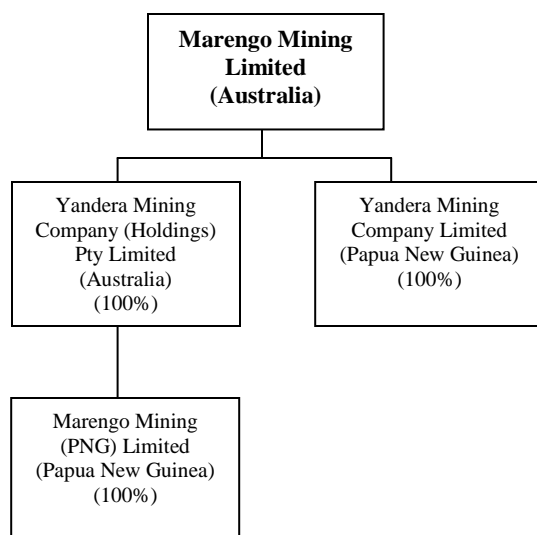 Marengo Mining
Limited
(Australia)
Yandera Mining
Company (Holdings)
Pty Limited
(Australia)
(100%)
Yandera Mining
Company Limited
(Papua New Guinea)
(100%)
Marengo Mining
(PNG) Limited
(Papua New Guinea)
(100%)